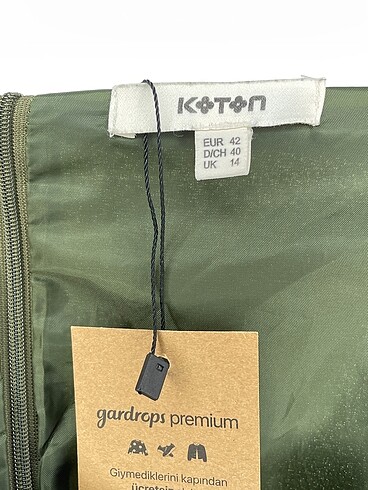 KOTON
EUR 42
D/CH 40
UK 14
gardrops premium
Giymediklerini kapından
ücretsiz